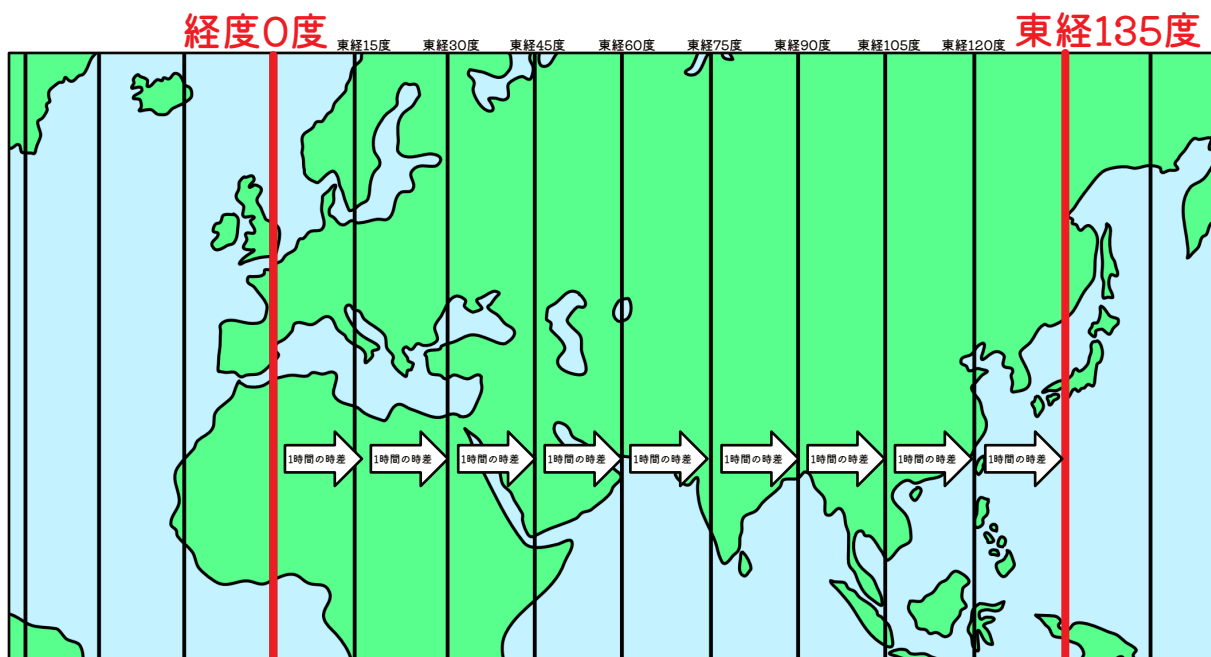 経度0度
東経15度
東経30度
東経45度
東経60度
東経75度
東経90度
東経105度
東経120度
東経135度
1時間の時差
1時間の時差
1時間の時差
1時間の時差
1時間の時差
1時間の時差
1時間の時差
1時間の時差
1時間の時差